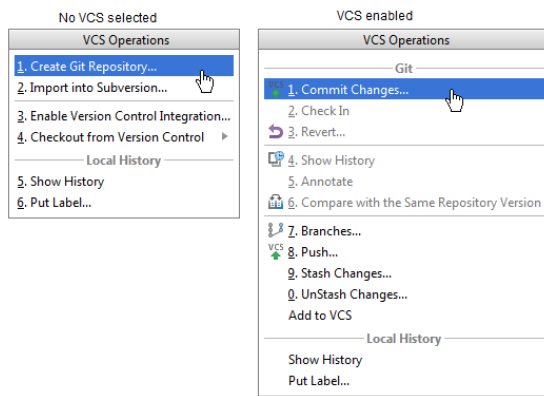 No VCS selected
VCS Operations
1. Create Git Repository...
2. Import into Subversion...
3. Enable Version Control Integration...
4. Checkout from Version Control
Local History
5. Show History
6. Put Label...
VCS enabled
VCS Operations
Git
VCS 1. Commit Changes...
2. Check In
3. Revert...
4. Show History
5. Annotate
6. Compare with the Same Repository Version
7. Branches...
VCS 8. Push...
9. Stash Changes...
0. UnStash Changes...
Add to VCS
Local History
Show History
Put Label...